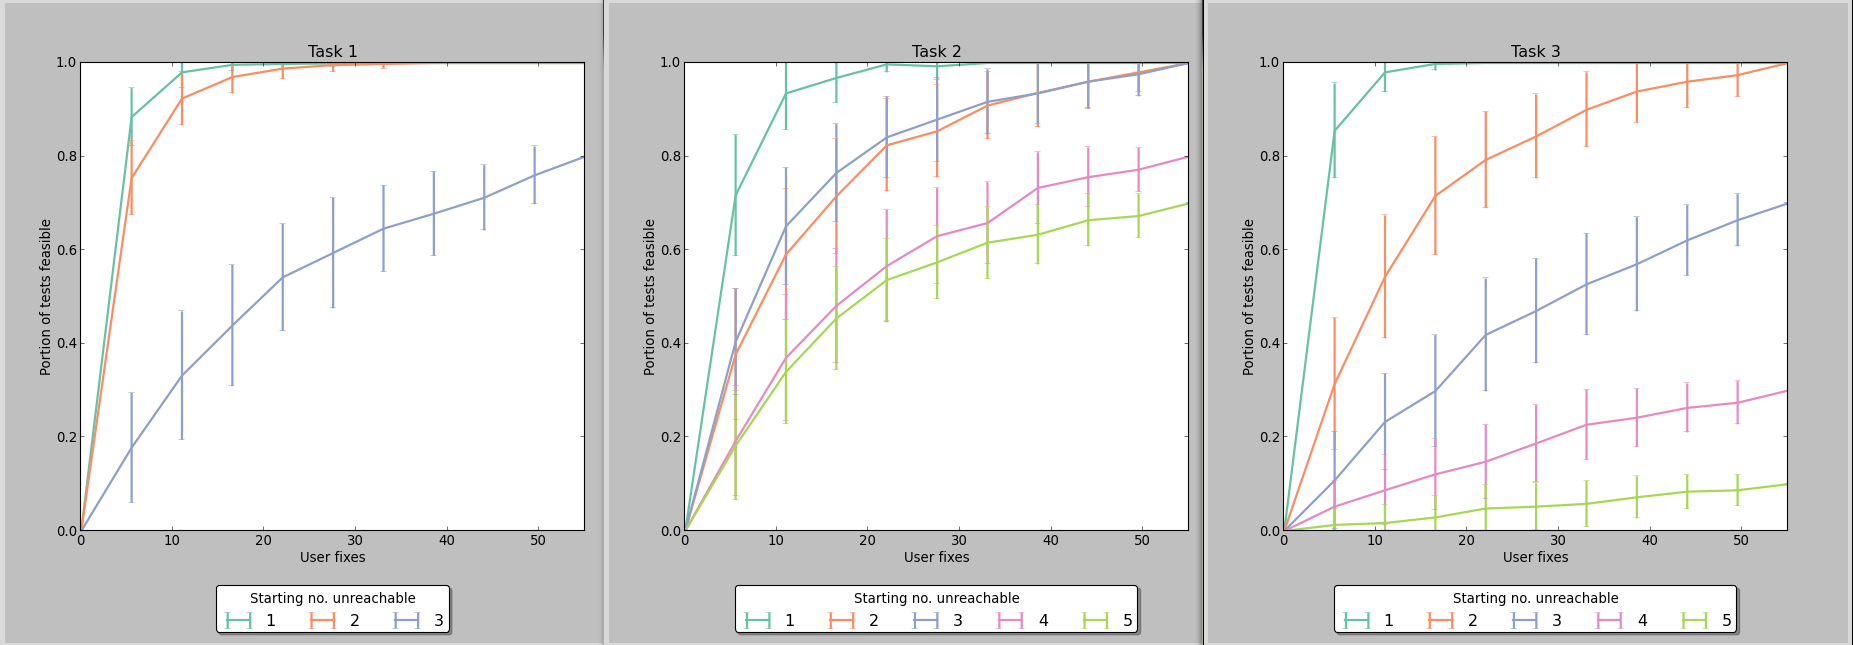 Task 1
1.0
0.8
0.6
0.4
0.2
0.0
Portion of tests feasible
0 10 20 30 40 50
User fixes
Starting no. unreachable
1 2 3
Task 2
1.0
0.8
0.6
0.4
0.2
0.0
Portion of tests feasible
0 10 20 30 40 50
User fixes
Starting no. unreachable
1 2 3 4 5
Task 3
1.0
0.8
0.6
0.4
0.2
0.0
Portion of tests feasible
0 10 20 30 40 50
User fixes
Starting no. unreachable
1 2 3 4 5